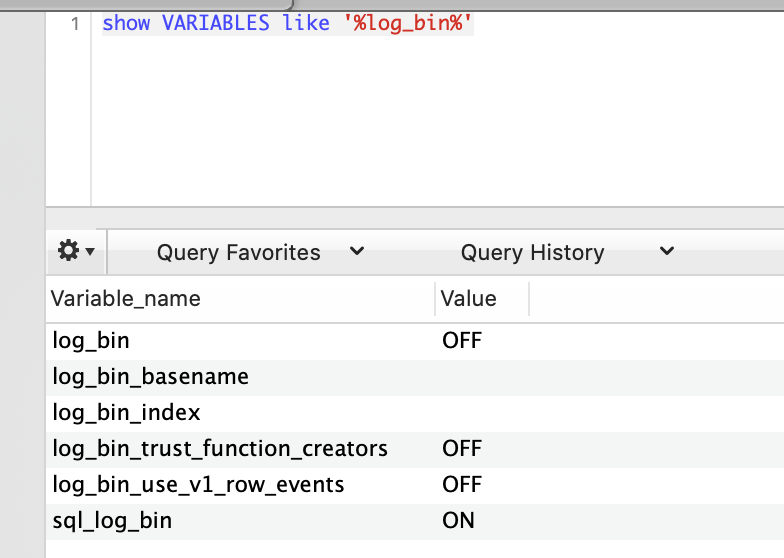 1 show VARIABLES like '%log_bin%'
Query Favorites Query History
Variable_name Value
log_bin OFF
log_bin_basename
log_bin_index
log_bin_trust_function_creators OFF
log_bin_use_v1_row_events OFF
sql_log_bin ON